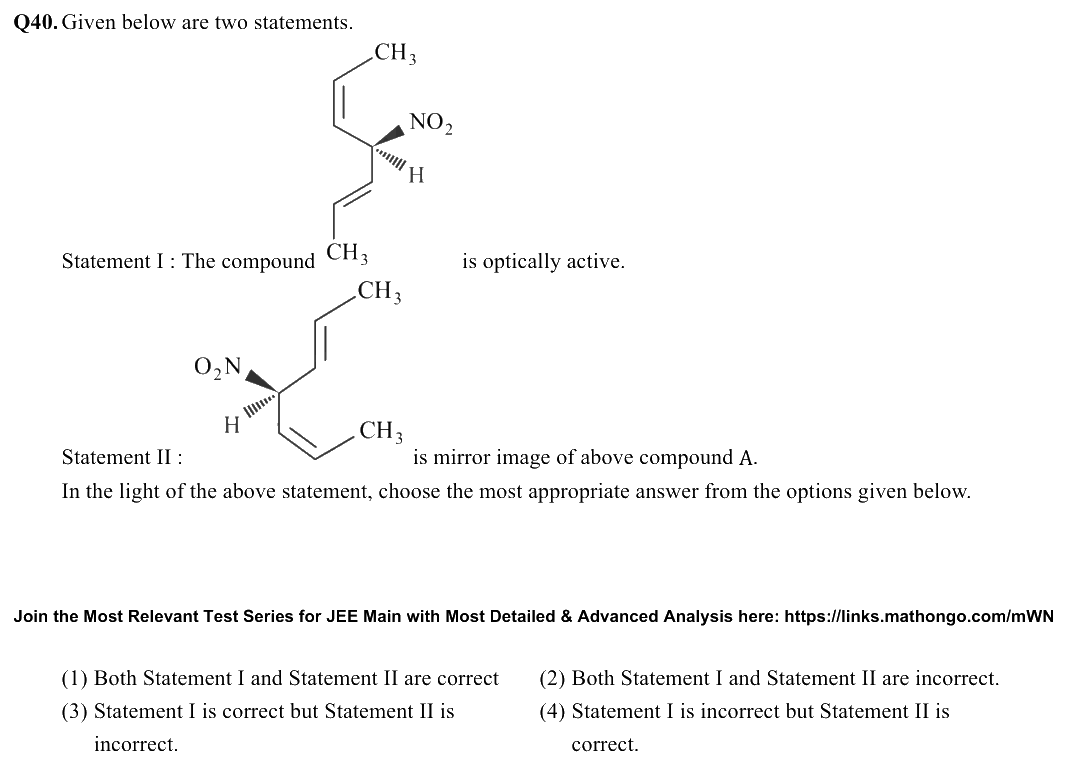 Q40. Given below are two statements.
CH3
NO2
H
CH3
Statement I : The compound is optically active.
CH3
O2N
H
CH3
Statement II : is mirror image of above compound A.
In the light of the above statement, choose the most appropriate answer from the options given below.
Join the Most Relevant Test Series for JEE Main with Most Detailed & Advanced Analysis here: https://links.mathongo.com/mWN
(1) Both Statement I and Statement II are correct (2) Both Statement I and Statement II are incorrect.
(3) Statement I is correct but Statement II is
incorrect.
(4) Statement I is incorrect but Statement II is
correct.